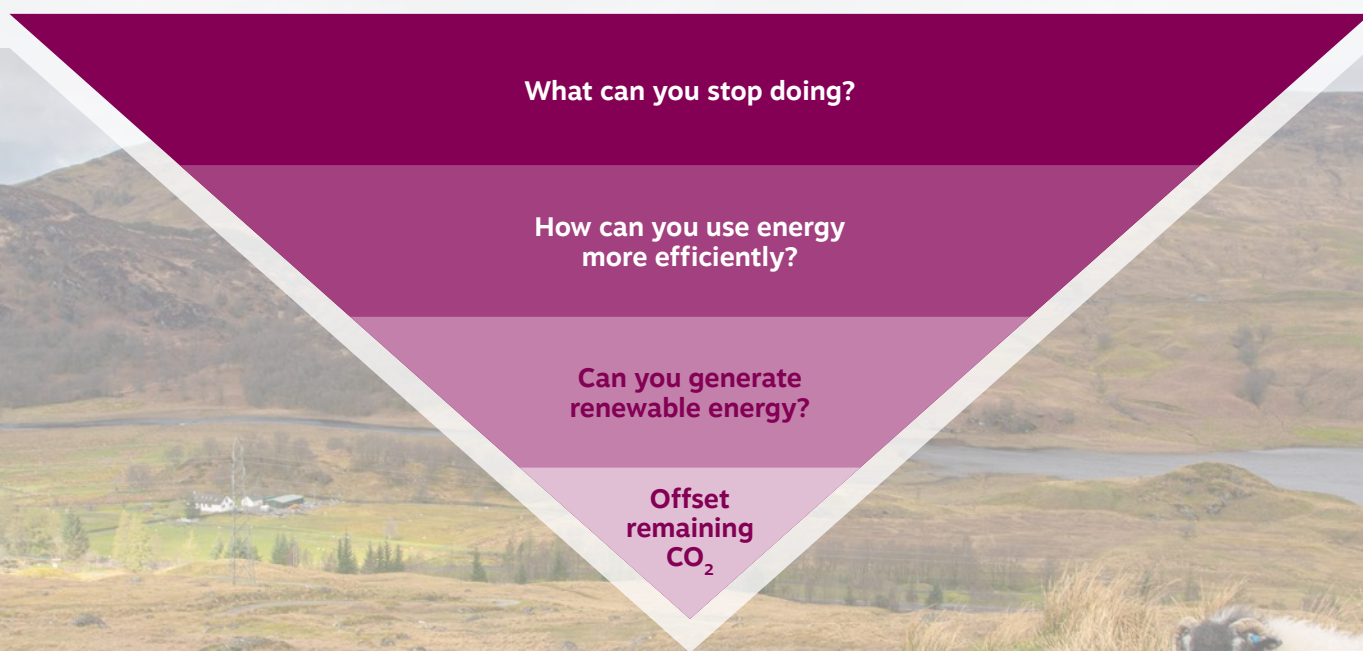 What can you stop doing?
How can you use energy
more efficiently?
Can you generate
renewable energy?
Offset
remaining
CO₂